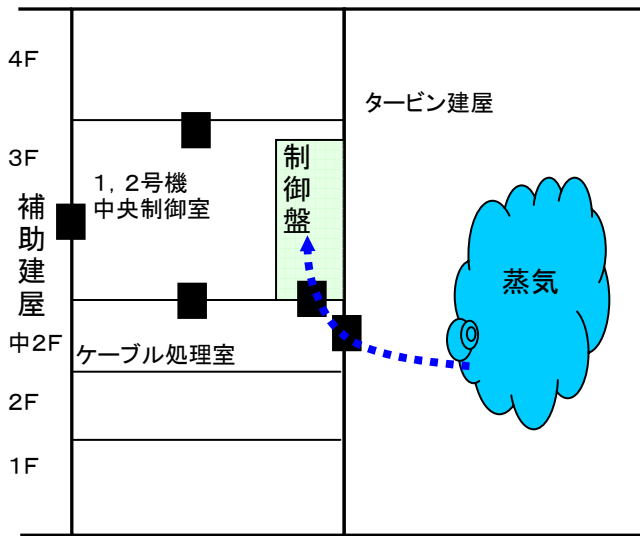 4F
タービン建屋
3F
1，2号機
中央制御室
制御盤
補助建屋
蒸気
中2F
ケーブル処理室
2F
1F